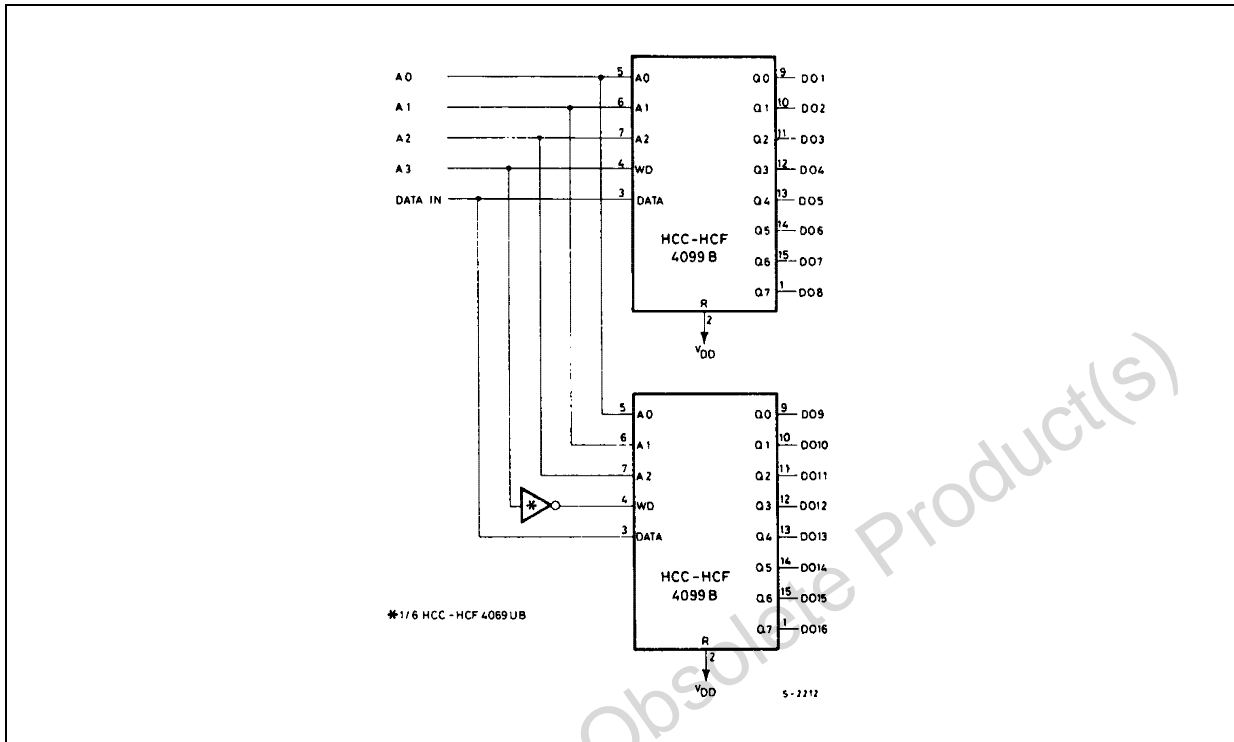 A0
A1
A2
A3
DATA IN
5 A0
6 A1
7 A2
4 WD
3 DATA
HCC-HCF
4099B
R
2
VDD
Q0 9 DO1
Q1 10 DO2
Q2 11 DO3
Q3 12 DO4
Q4 13 DO5
Q5 14 DO6
Q6 15 DO7
Q7 1 DO8
5 A0
6 A1
7 A2
4 WD
3 DATA
*
HCC-HCF
4099B
R
2
VDD
Q0 9 DO9
Q1 10 DO10
Q2 11 DO11
Q3 12 DO12
Q4 13 DO13
Q5 14 DO14
Q6 15 DO15
Q7 1 DO16
*1/6 HCC-HCF 4069UB
S-2212
Obsolete Product(s)